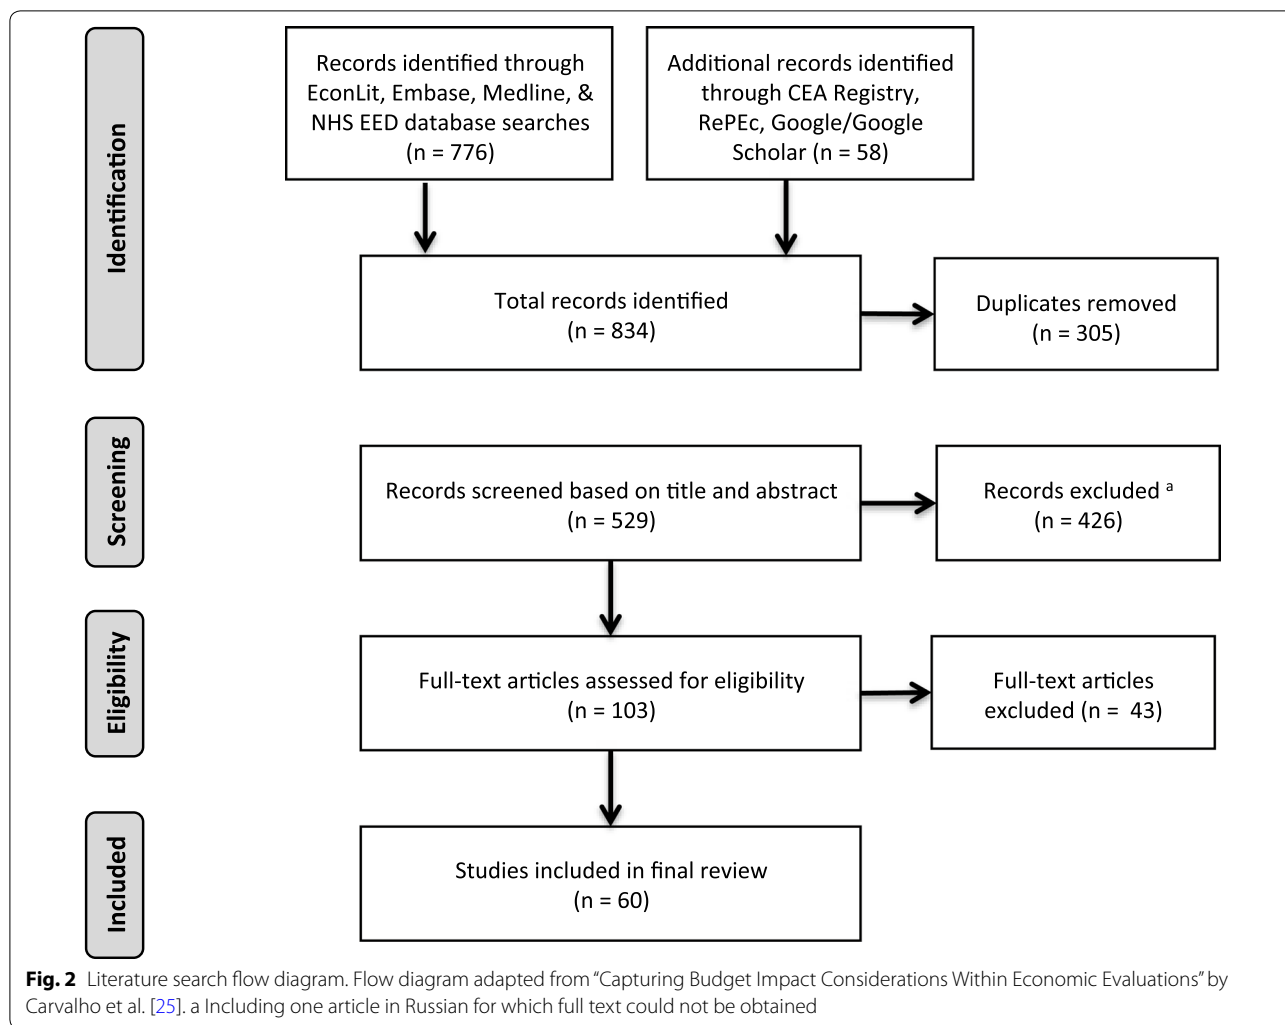 Identification
Records identified through
EconLit, Embase, Medline, &
NHS EED database searches
(n = 776)
Additional records identified
through CEA Registry,
RePEc, Google/Google
Scholar (n = 58)
Total records identified
(n = 834)
Duplicates removed
(n = 305)
Screening
Records screened based on title and abstract
(n = 529)
Records excluded a
(n = 426)
Eligibility
Full-text articles assessed for eligibility
(n = 103)
Full-text articles
excluded (n = 43)
Included
Studies included in final review
(n = 60)
Fig. 2 Literature search flow diagram. Flow diagram adapted from “Capturing Budget Impact Considerations Within Economic Evaluations” by
Carvalho et al. [25]. a Including one article in Russian for which full text could not be obtained